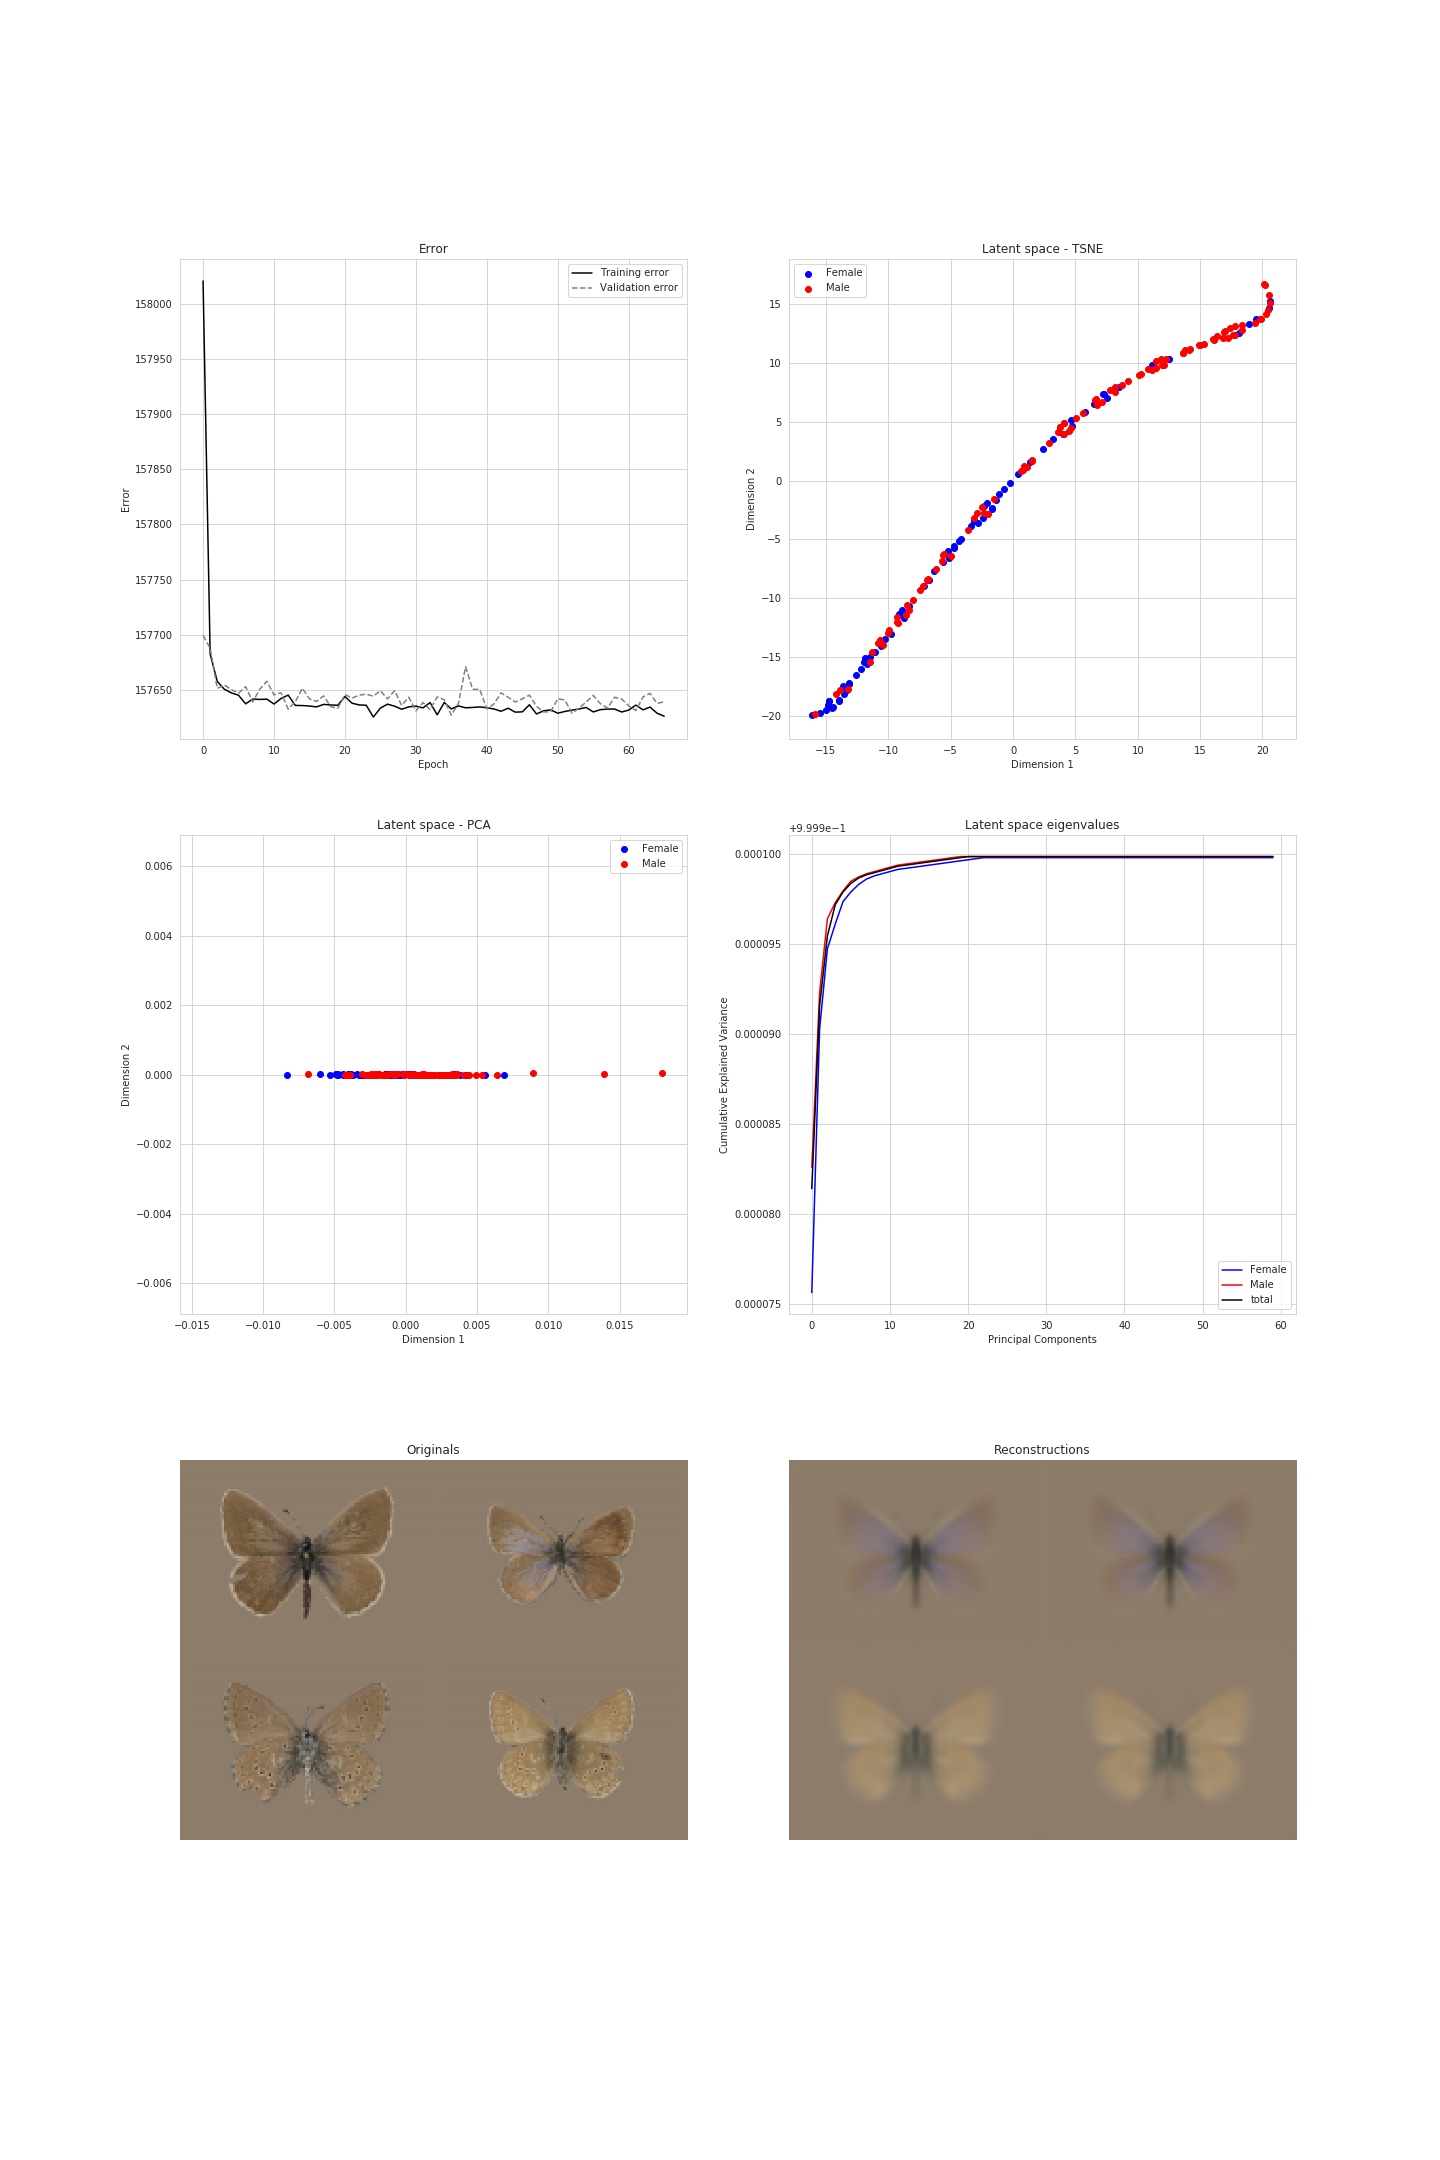 Error
Training error
Validation error
158000
157950
157900
157850
157800
157750
157700
157650
Error
0
10
20
30
40
50
60
Epoch
Latent space - TSNE
Female
Male
15
10
5
0
−5
−10
−15
−20
Dimension 2
−15
−10
−5
0
5
10
15
20
Dimension 1
Latent space - PCA
Female
Male
0.006
0.004
0.002
0.000
−0.002
−0.004
−0.006
Dimension 2
−0.015
−0.010
−0.005
0.000
0.005
0.010
0.015
Dimension 1
Latent space eigenvalues
+9.999e−1
0.000100
0.000095
0.000090
0.000085
0.000080
0.000075
Cumulative Explained Variance
Female
Male
total
0
10
20
30
40
50
60
Principal Components
Originals
Reconstructions